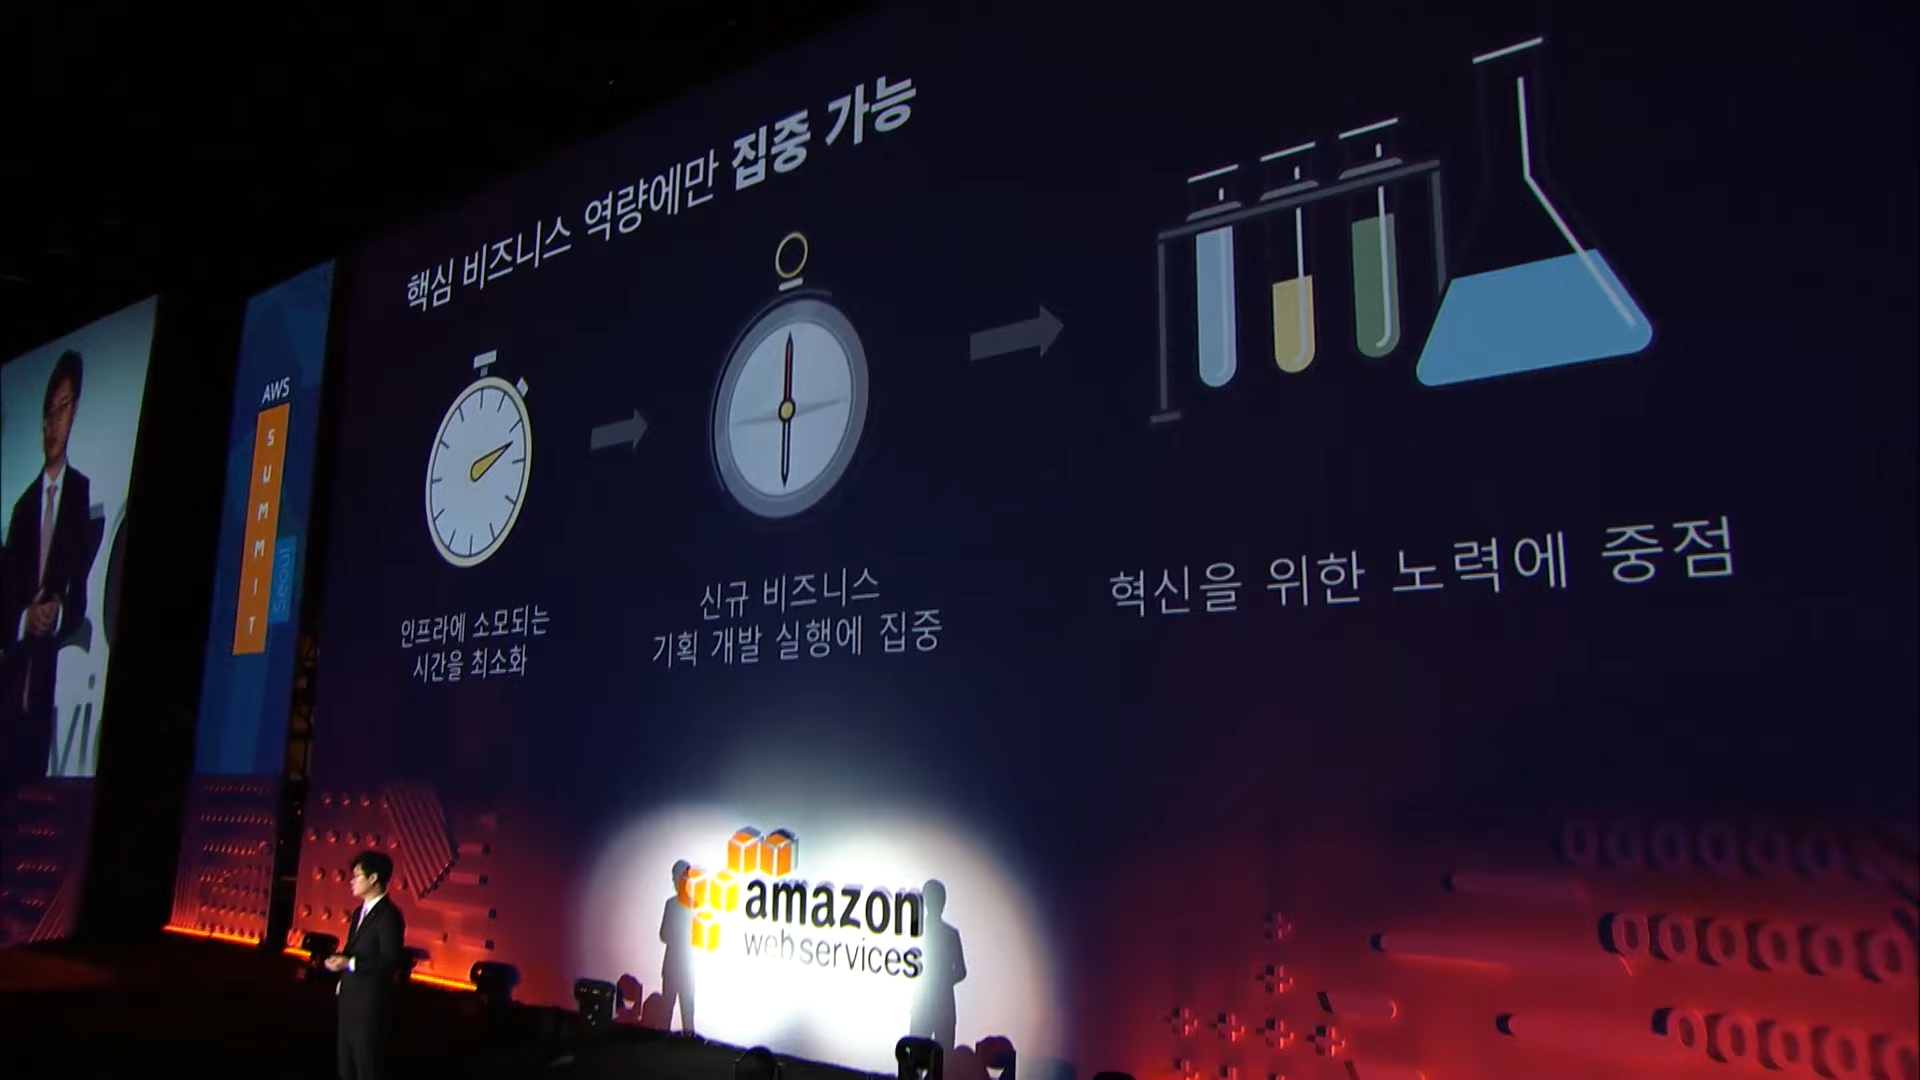 핵심 비즈니스 역량에만 집중 가능
인프라에 소모되는
시간을 최소화
신규 비즈니스
기획 개발 실행에 집중
혁신을 위한 노력에 중점
AWS
SUMMIT
Seoul
vi
amazon
web services